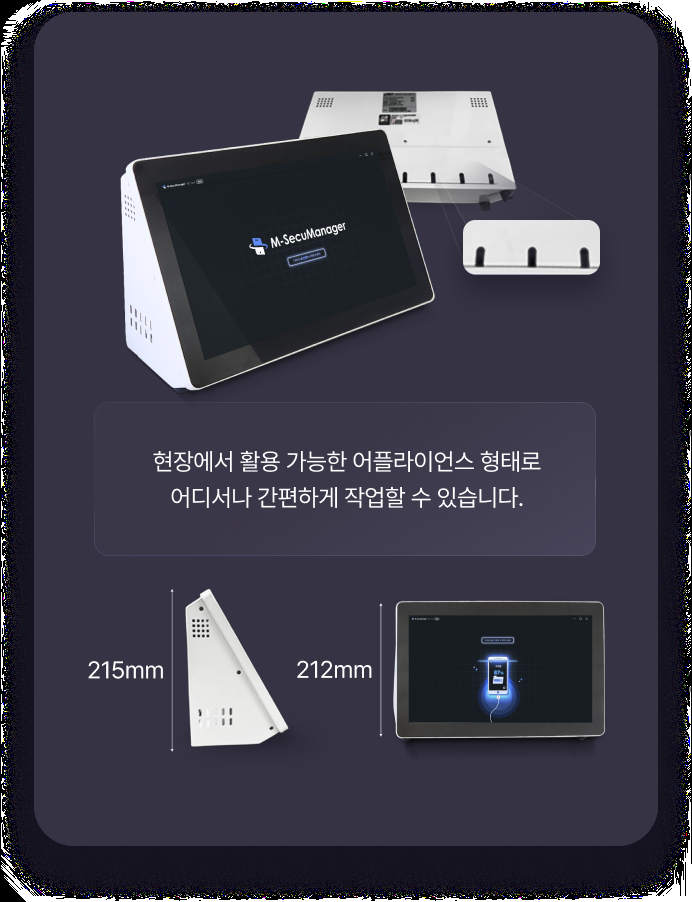 M-SecuManager
현장에서 활용 가능한 어플라이언스 형태로
어디서나 간편하게 작업할 수 있습니다.
215mm
212mm
87%